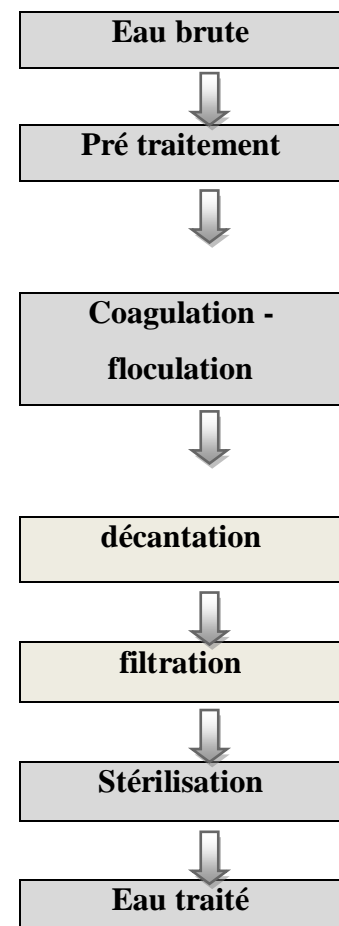 Eau brute
Pré traitement
Coagulation -
floculation
décantation
filtration
Stérilisation
Eau traité